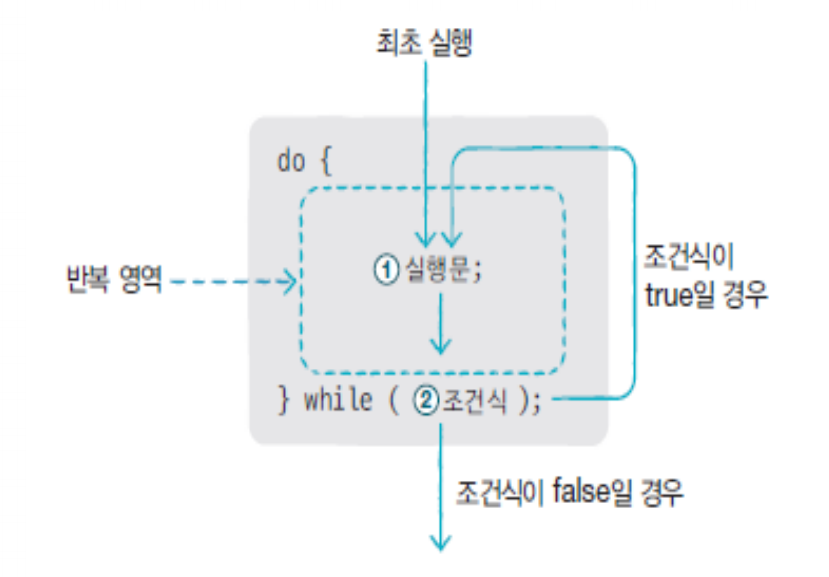 최초 실행
do {
반복 영역
① 실행문;
조건식이
true일 경우
} while ( ② 조건식 );
조건식이 false일 경우